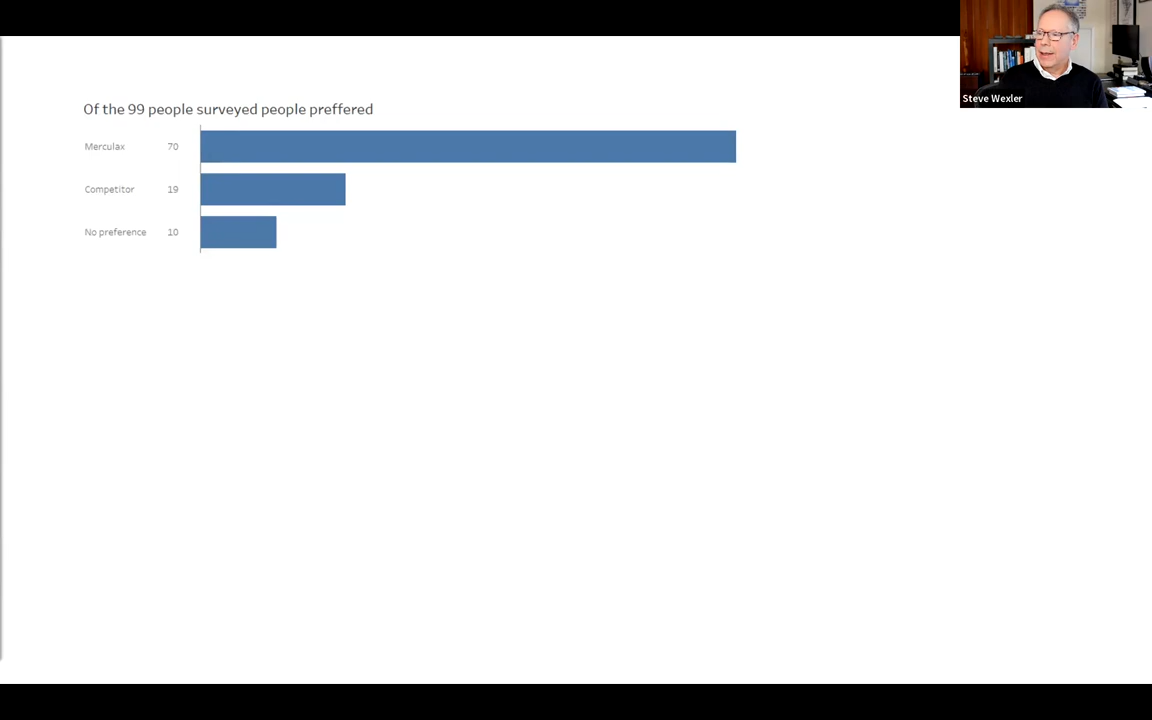 Steve Wexler
Of the 99 people surveyed people preffered
Merculax 70
Competitor 19
No preference 10